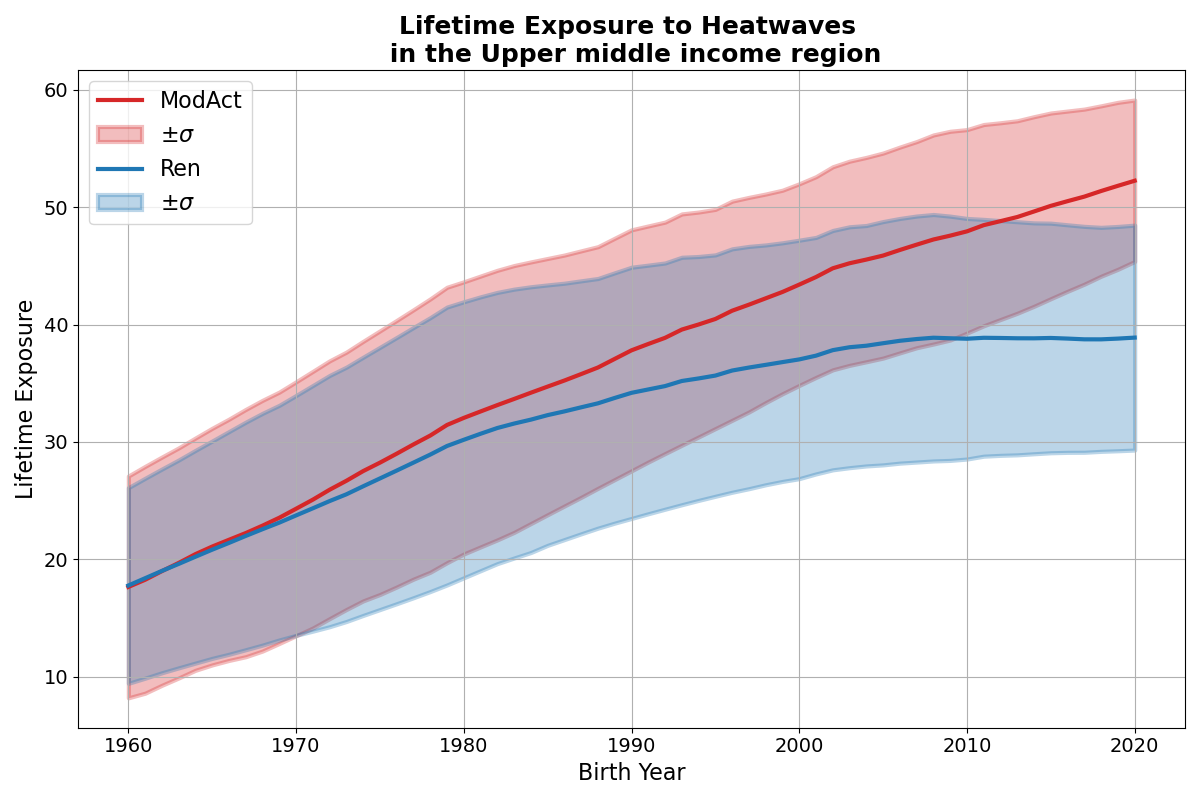 Lifetime Exposure to Heatwaves
in the Upper middle income region
ModAct
±σ
Ren
±σ
Lifetime Exposure
60
50
40
30
20
10
1960
1970
1980
1990
2000
2010
2020
Birth Year